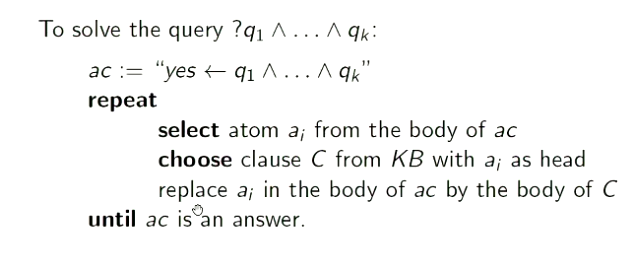 To solve the query ?q₁ ∧ … ∧ qₖ:
ac := “yes ← q₁ ∧ … ∧ qₖ”
repeat
select atom aᵢ from the body of ac
choose clause C from KB with aᵢ as head
replace aᵢ in the body of ac by the body of C
until ac is an answer.